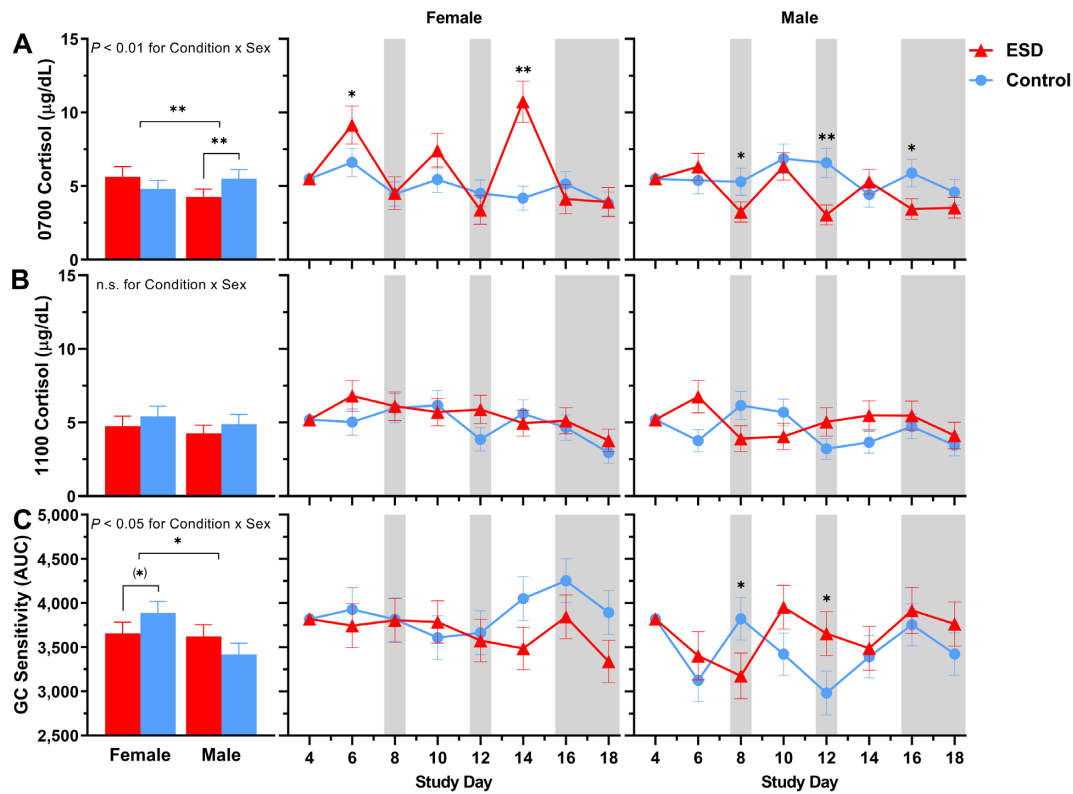 Female
Male
A
0700 Cortisol (µg/dL)
15
10
5
0
P < 0.01 for Condition x Sex
**
**
*
**
*
**
*
ESD
Control
B
1100 Cortisol (µg/dL)
15
10
5
0
n.s. for Condition x Sex
C
GC Sensitivity (AUC)
5,000
4,500
4,000
3,500
3,000
2,500
P < 0.05 for Condition x Sex
*
(*)
*
*
Female Male
4 6 8 10 12 14 16 18
Study Day
4 6 8 10 12 14 16 18
Study Day